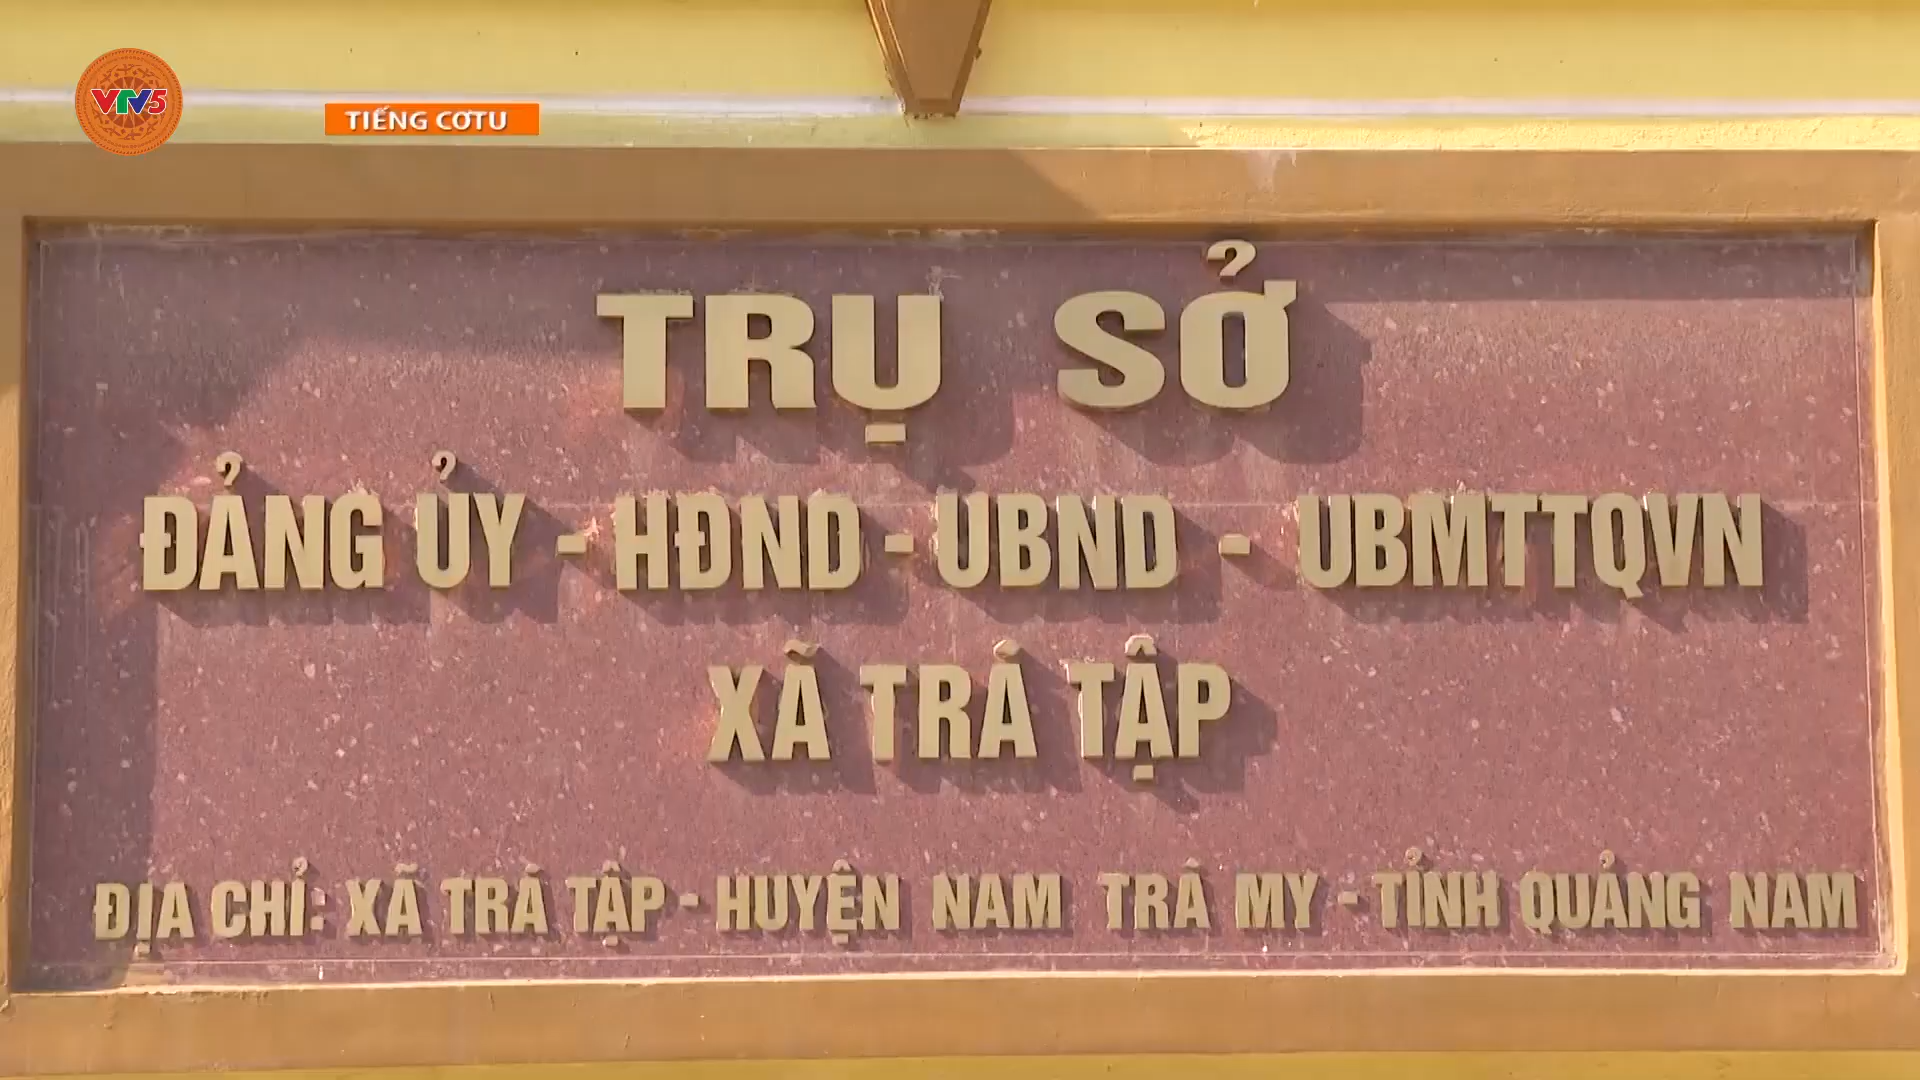 VTV5
TIẾNG CƠTU
TRỤ SỞ
ĐẢNG ỦY - HĐND - UBND - UBMTTQVN
XÃ TRÀ TẬP
ĐỊA CHỈ: XÃ TRÀ TẬP - HUYỆN NAM TRÀ MY - TỈNH QUẢNG NAM